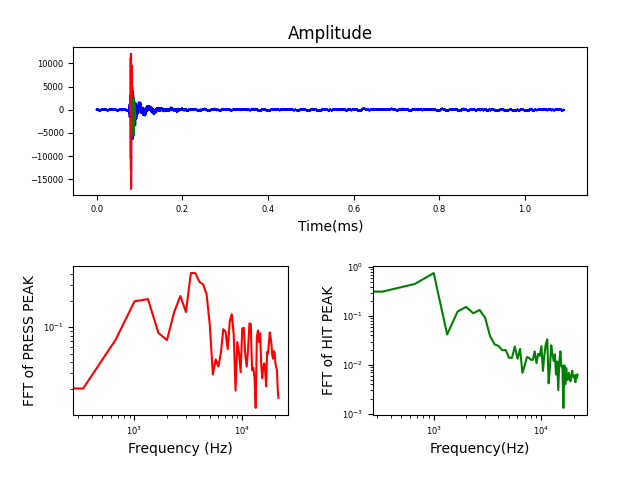 Amplitude
10000
5000
0
−5000
−10000
−15000
0.0 0.2 0.4 0.6 0.8 1.0
Time(ms)
FFT of PRESS PEAK
10⁻¹
10³ 10⁴
Frequency (Hz)
FFT of HIT PEAK
10⁰
10⁻¹
10⁻²
10⁻³
10³ 10⁴
Frequency(Hz)